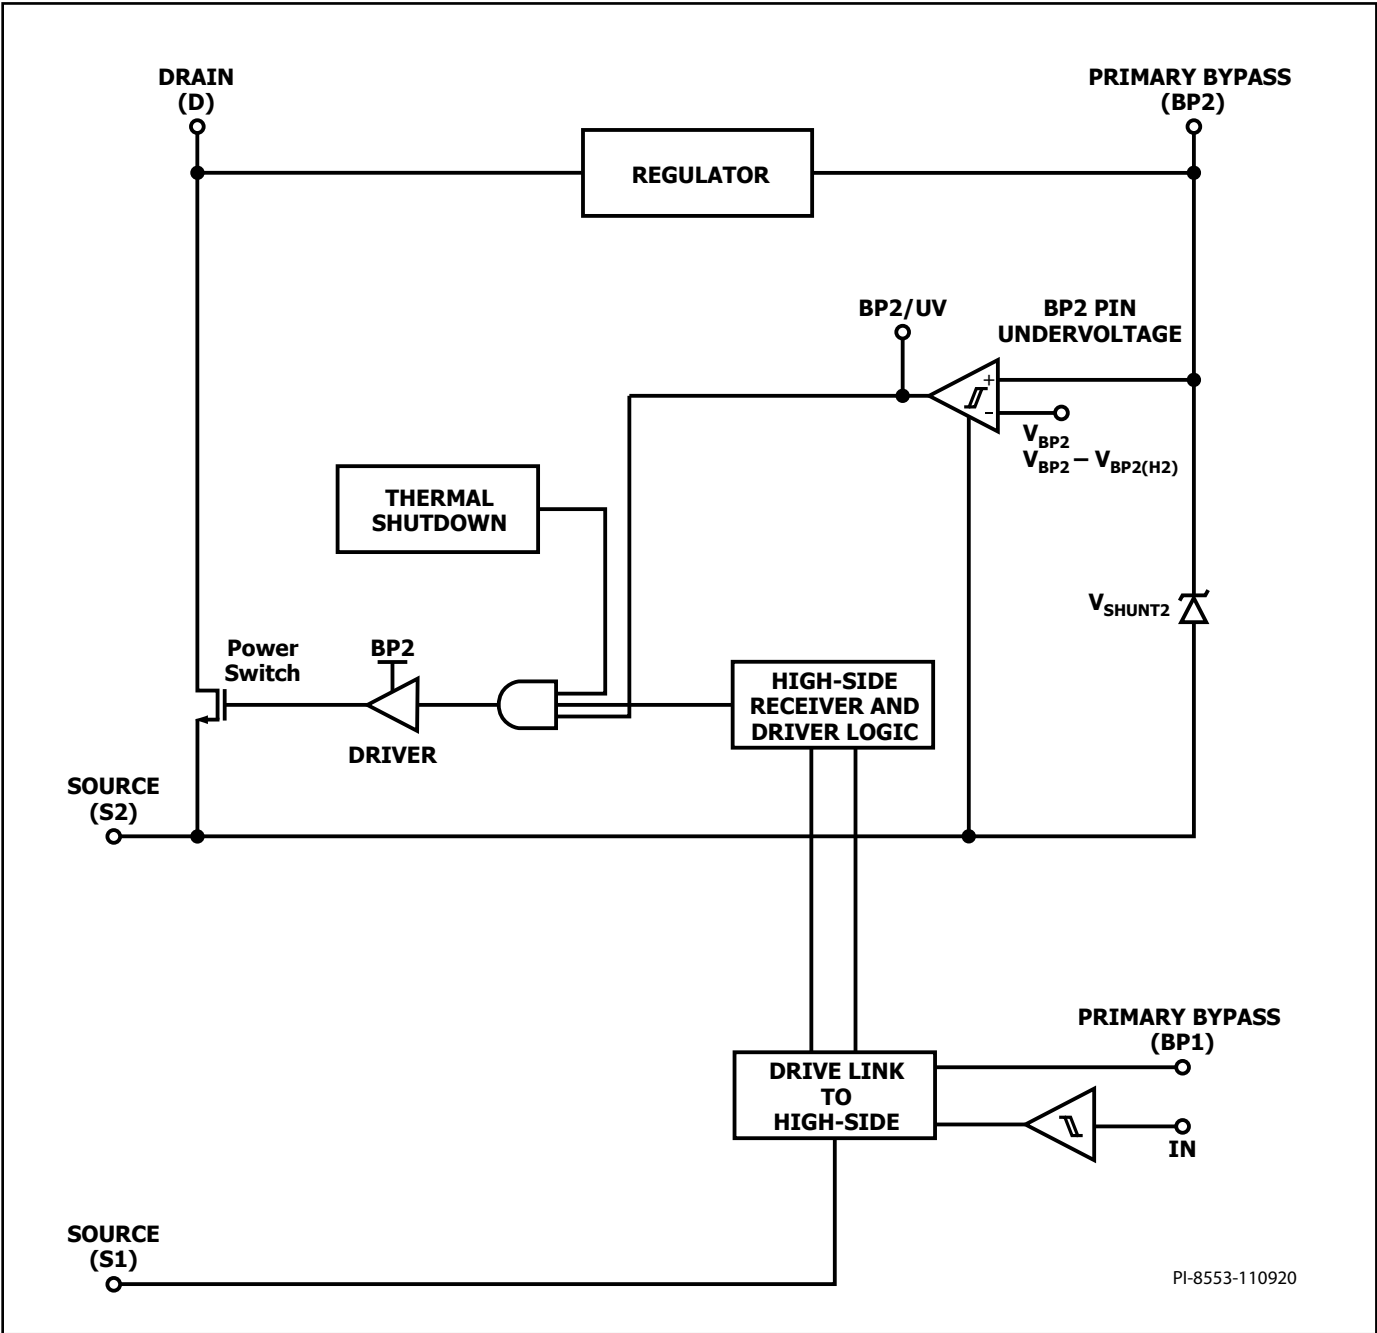 DRAIN
(D)
PRIMARY BYPASS
(BP2)
REGULATOR
BP2/UV
BP2 PIN
UNDERVOLTAGE
+
−
V_BP2
V_BP2 – V_BP2(H2)
THERMAL
SHUTDOWN
V_SHUNT2
Power
Switch
BP2
DRIVER
HIGH-SIDE
RECEIVER AND
DRIVER LOGIC
SOURCE
(S2)
PRIMARY BYPASS
(BP1)
DRIVE LINK
TO
HIGH-SIDE
IN
SOURCE
(S1)
PI-8553-110920